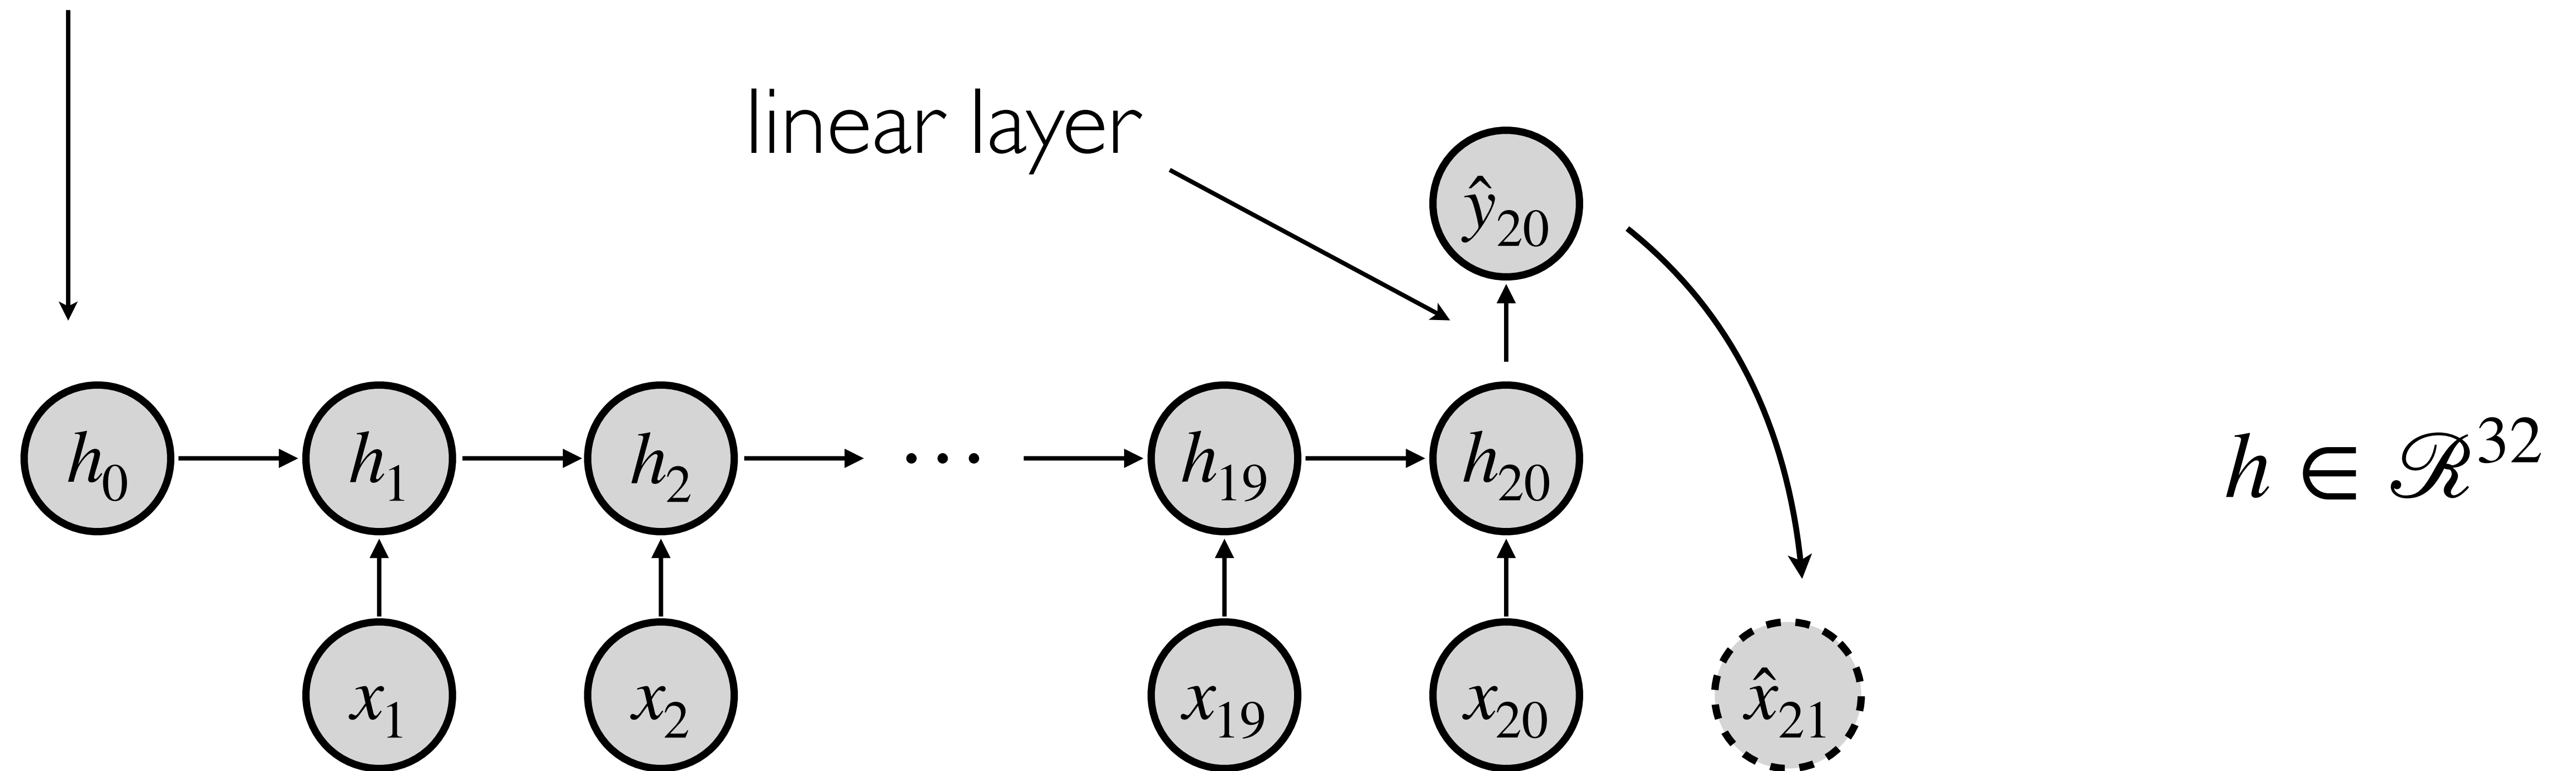 linear layer
ŷ₂₀
h₀ h₁ h₂ ⋯ h₁₉ h₂₀
h ∈ ℛ³²
x₁ x₂ x₁₉ x₂₀ x̂₂₁